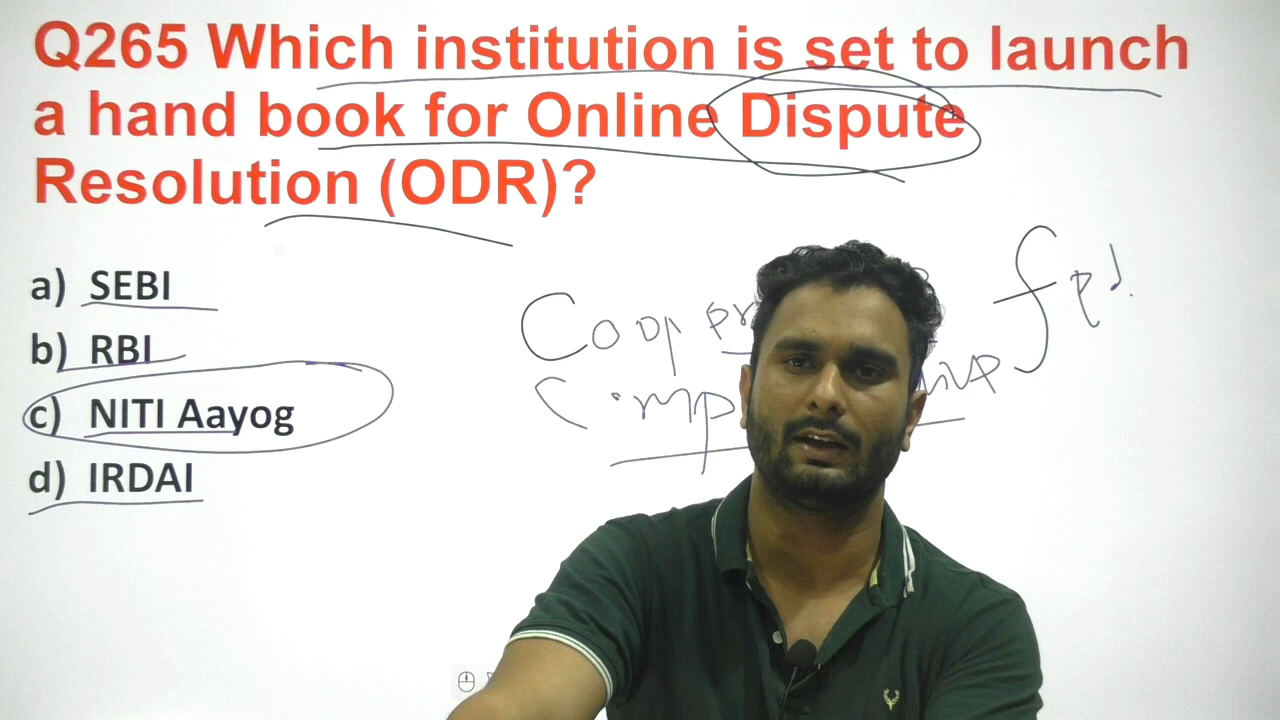 Q265 Which institution is set to launch
a hand book for Online Dispute
Resolution (ODR)?
a) SEBI
b) RBI
c) NITI Aayog
d) IRDAI